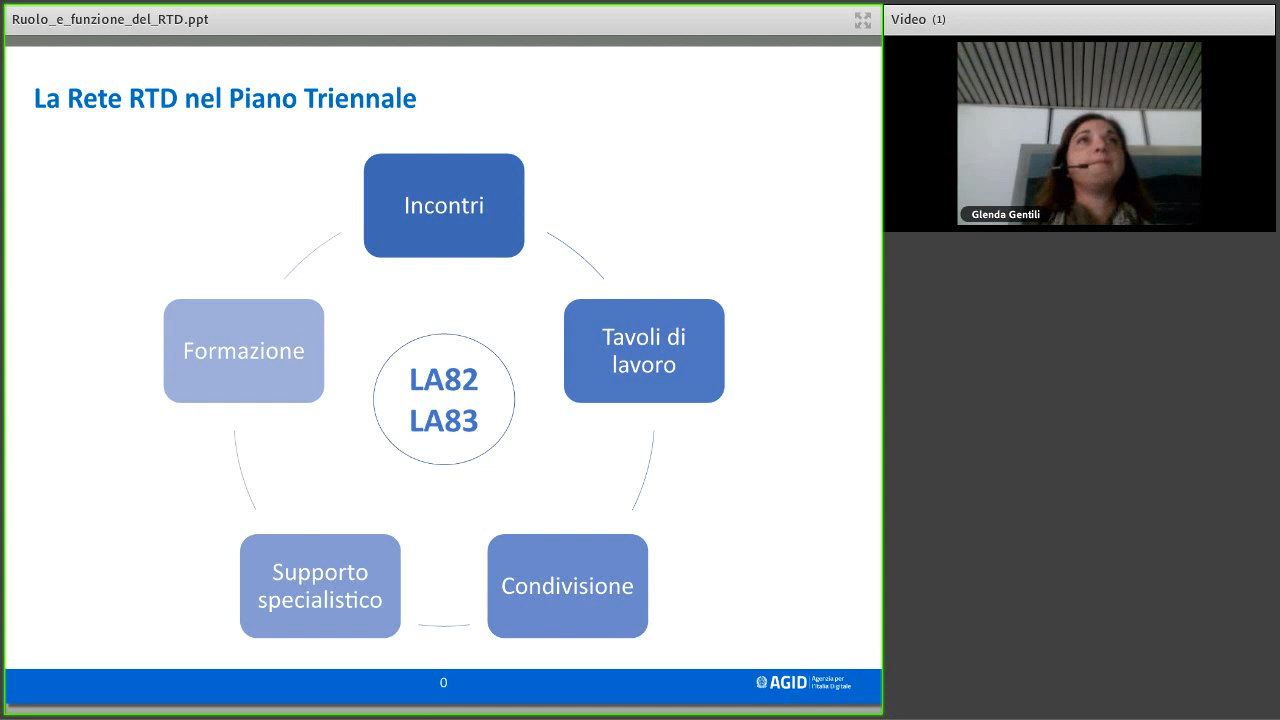 Ruolo_e_funzione_del_RTD.ppt
Video (1)
La Rete RTD nel Piano Triennale
Incontri
Tavoli di
lavoro
Formazione
LA82
LA83
Supporto
specialistico
Condivisione
Glenda Gentili
0
AGID
Agenzia per
l'Italia Digitale